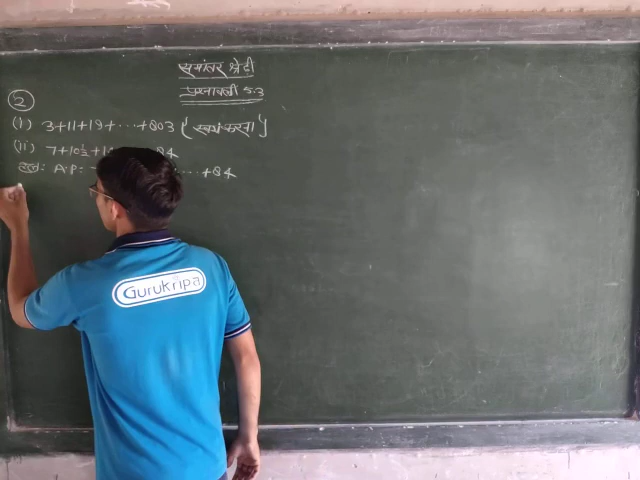 समांतर श्रेढ़ी
प्रश्नावली 5.3
2
(i) 3+11+19+...+803 {स्वयं करना}
(ii) 7+10½+1 84
हल: A.P:- ...+84
Gurukripa